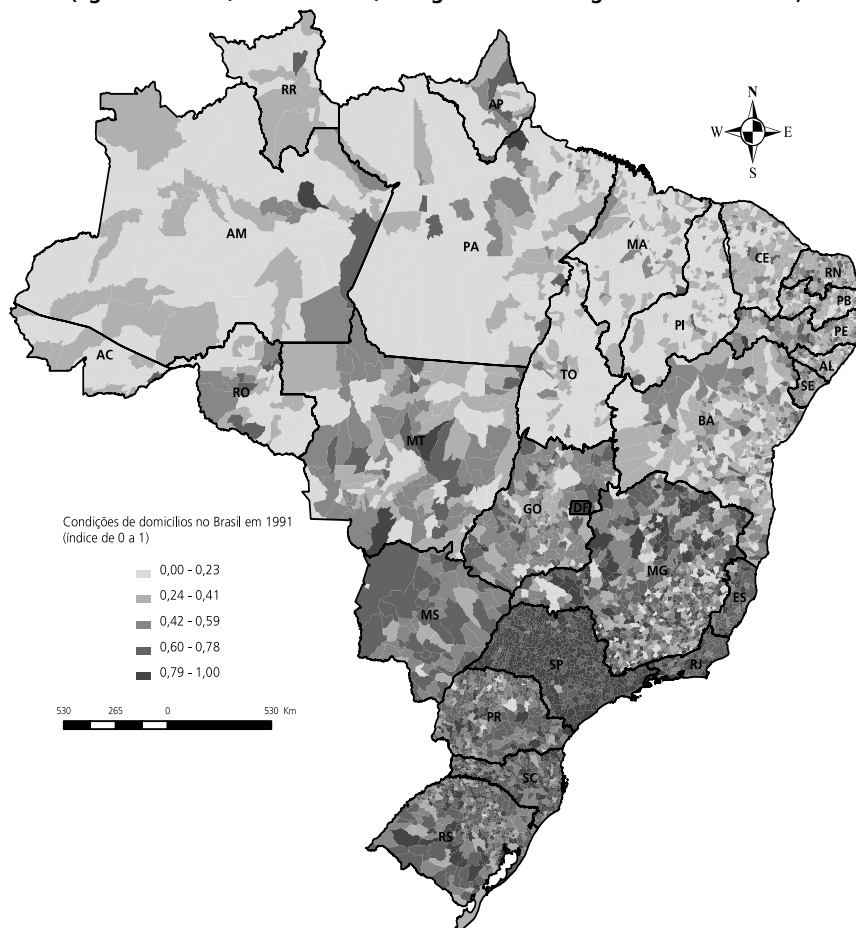 N
W E
S
RR
AP
AM
PA
MA
CE
RN
PB
PI
PE
AC
AL
TO
SE
RO
BA
MT
GO
DF
MG
ES
MS
SP
RJ
PR
SC
RS
Condições de domicílios no Brasil em 1991
(índice de 0 a 1)
0,00 - 0,23
0,24 - 0,41
0,42 - 0,59
0,60 - 0,78
0,79 - 1,00
530 265 0 530 Km